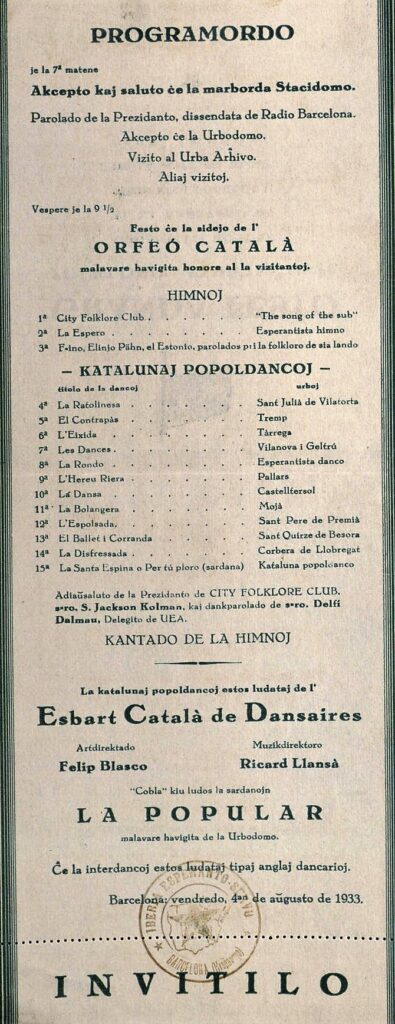 PROGRAMORDO
je la 7ª matene
Akcepto kaj saluto ĉe la marborda Stacidomo.
Parolado de la Prezidanto, dissendata de Radio Barcelona.
Akcepto ĉe la Urbodomo.
Vizito al Urba Arĥivo.
Aliaj vizitoj.
Vespere je la 9 1/2
Festo ĉe la sidejo de l'
ORFEÓ CATALÀ
malavare havigita honore al la vizitantoj.
HIMNOJ
1ª City Folklore Club . . . . . . "The song of the sub"
2ª La Espero . . . . . . . Esperantista himno
3ª F-ino, Elinjo Pähn, el Estonio, parolados pri la folkloro de sia lando
— KATALUNAJ POPOLDANCOJ —
titolo de la dancoj urboj
4ª La Ratolinesa . . . . . . . Sant Julià de Vilatorta
5ª El Contrapàs . . . . . . . Tremp
6ª L'Eixida . . . . . . . Tàrrega
7ª Les Dances . . . . . . . Vilanova i Geltrú
8ª La Rondo . . . . . . . Esperantista danco
9ª L'Hereu Riera . . . . . . . Pallars
10ª La Dansa . . . . . . . Castelltersol
11ª La Bolangera . . . . . . . Mojà
12ª L'Espolsada. . . . . . . Sant Pere de Premià
13ª El Ballet i Corranda . . . . . Sant Quirze de Besora
14ª La Disfressada . . . . . . . Corbera de Llobregat
15ª La Santa Espina o Per tú ploro (sardana) Kataluna popoldanco
Adiaŭsaluto de la Prezidanto de CITY FOLKLORE CLUB,
s-ro, S. Jackson Kolman, kaj dankparolado de s-ro. Delfí
Dalmau, Delegito de UEA.
KANTADO DE LA HIMNOJ
La katalunaj popoldancoj estos ludataj de l'
Esbart Català de Dansaires
Artdirektado Muzikdirektoro
Felip Blasco Ricard Llansà
"Cobla" kiu ludos la sardanojn
LA POPULAR
malavare havigita de la Urbodomo.
Ĉe la interdancoj estos ludataj tipaj anglaj dancarioj.
Barcelona, vendredo, 4an de aŭgusto de 1933.
IBERIA ESPERANTO-
BARCELONA
INVITILO